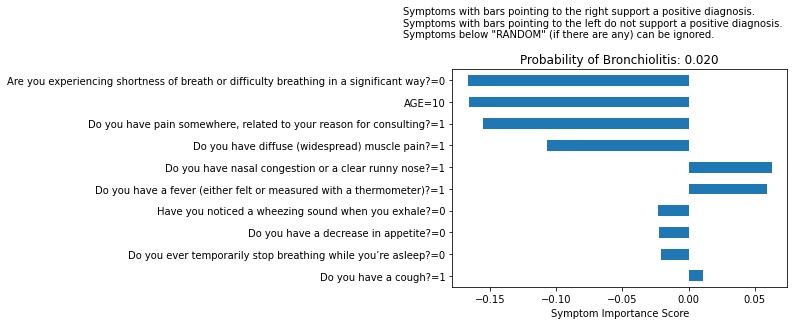 Symptoms with bars pointing to the right support a positive diagnosis.
Symptoms with bars pointing to the left do not support a positive diagnosis.
Symptoms below "RANDOM" (if there are any) can be ignored.
Probability of Bronchiolitis: 0.020
Are you experiencing shortness of breath or difficulty breathing in a significant way?=0
AGE=10
Do you have pain somewhere, related to your reason for consulting?=1
Do you have diffuse (widespread) muscle pain?=1
Do you have nasal congestion or a clear runny nose?=1
Do you have a fever (either felt or measured with a thermometer)?=1
Have you noticed a wheezing sound when you exhale?=0
Do you have a decrease in appetite?=0
Do you ever temporarily stop breathing while you’re asleep?=0
Do you have a cough?=1
−0.15 −0.10 −0.05 0.00 0.05
Symptom Importance Score